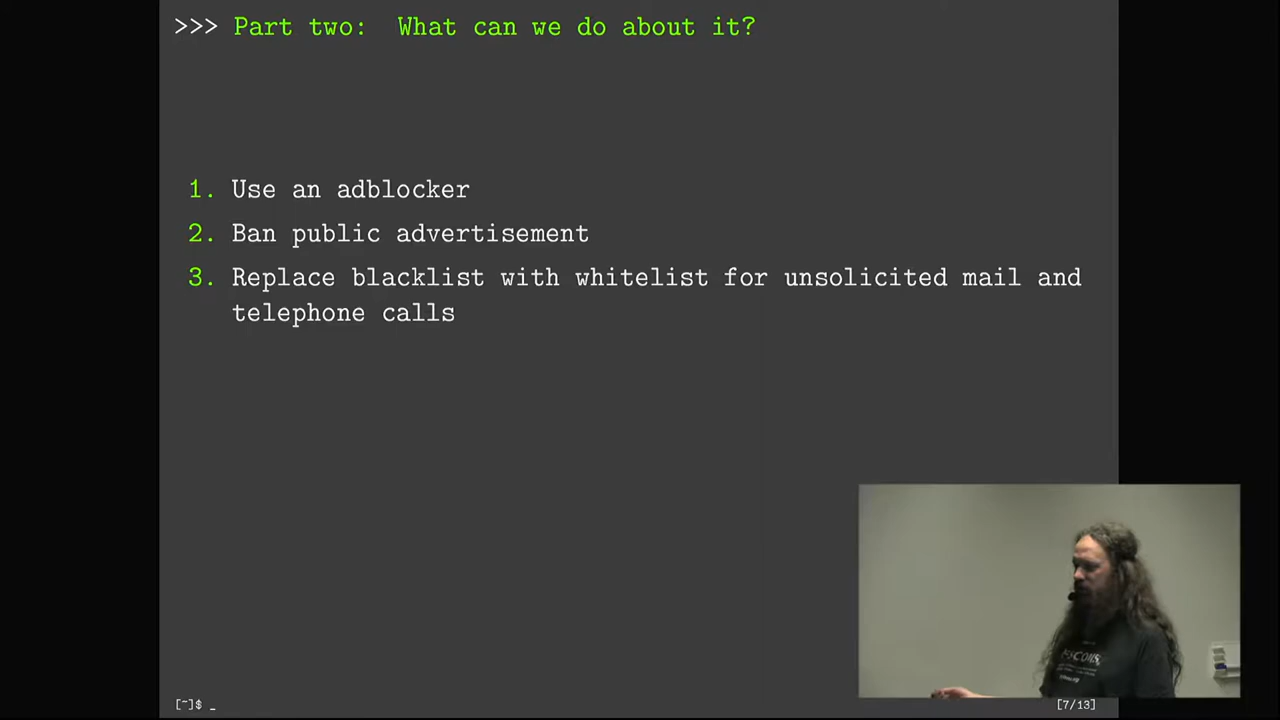 >>> Part two: What can we do about it?
1. Use an adblocker
2. Ban public advertisement
3. Replace blacklist with whitelist for unsolicited mail and
telephone calls
[~]$ _
[7/13]